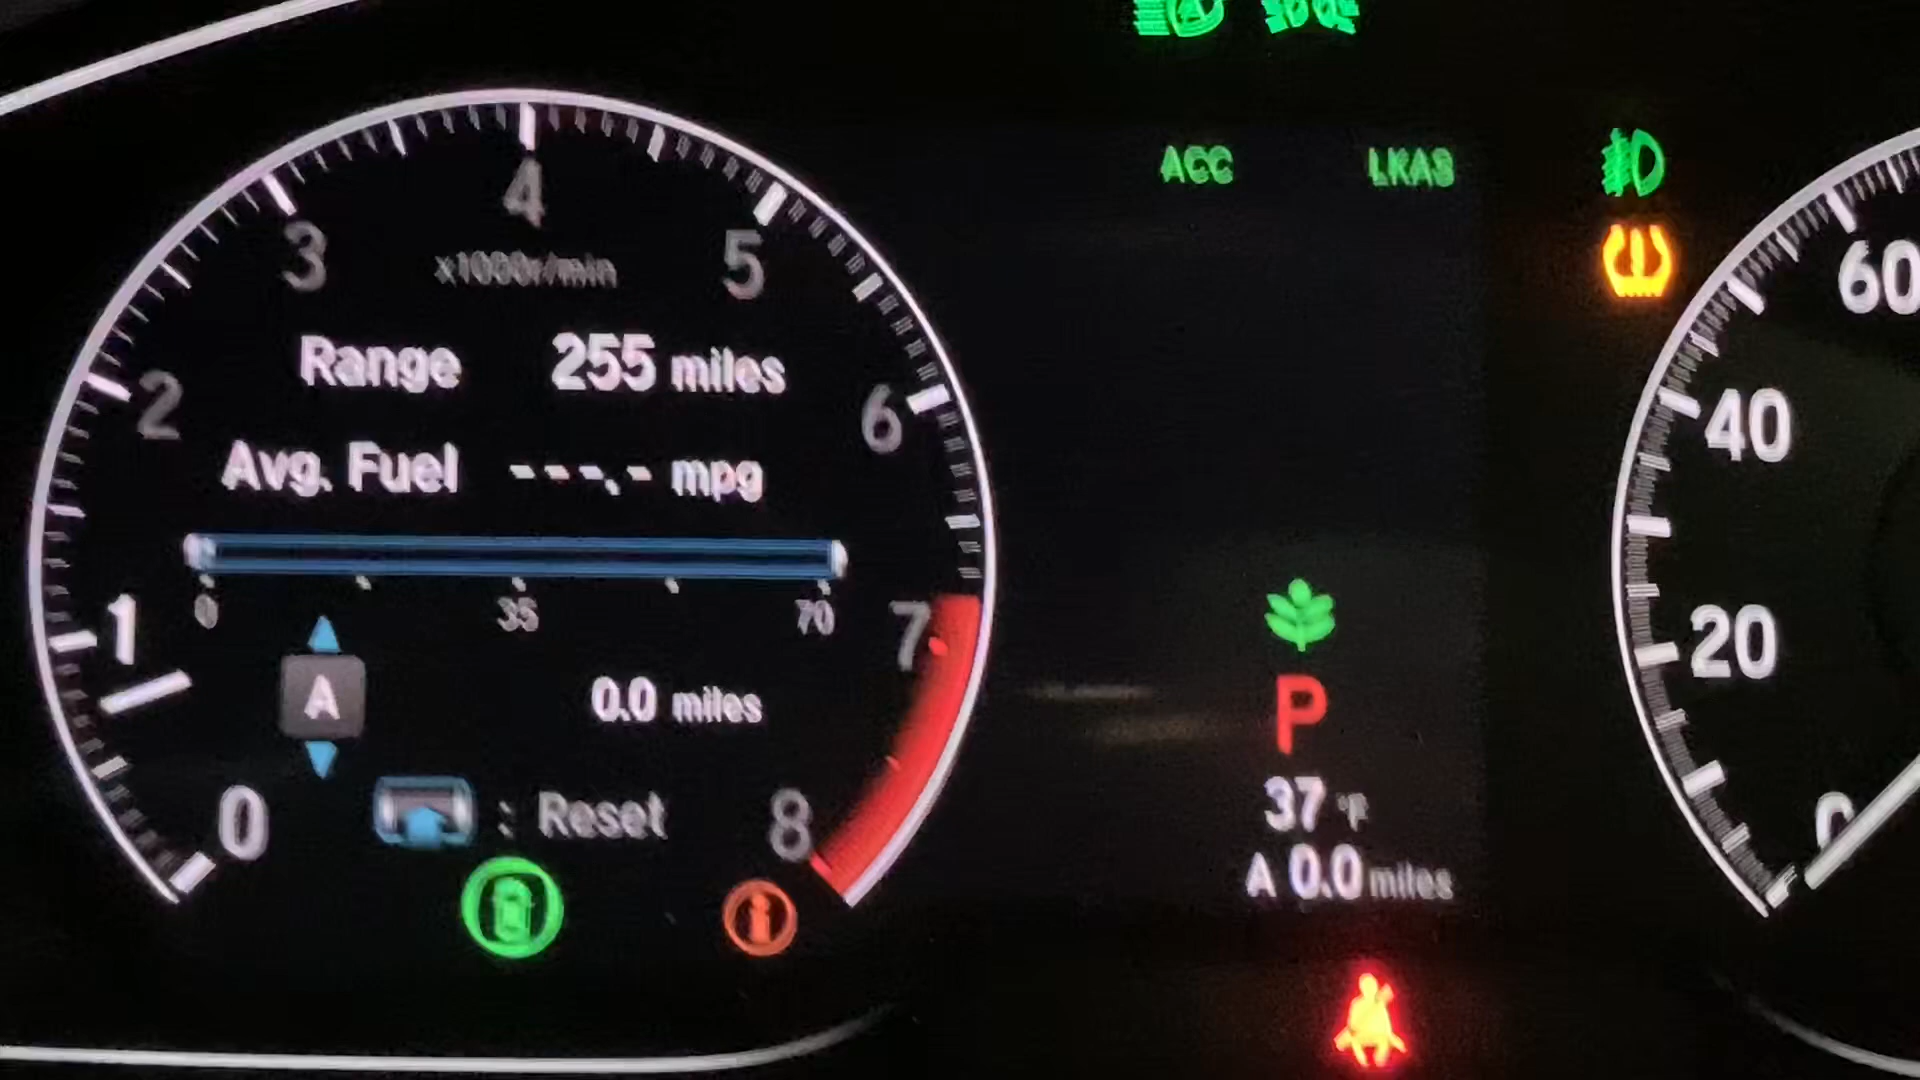 ACC LKAS
4
3
5
x1000r/min
60
Range 255 miles
2
6
40
Avg. Fuel ---.- mpg
0 35 70
1
7
20
A 0.0 miles
P
37 °F
0
: Reset
8
0
A 0.0 miles